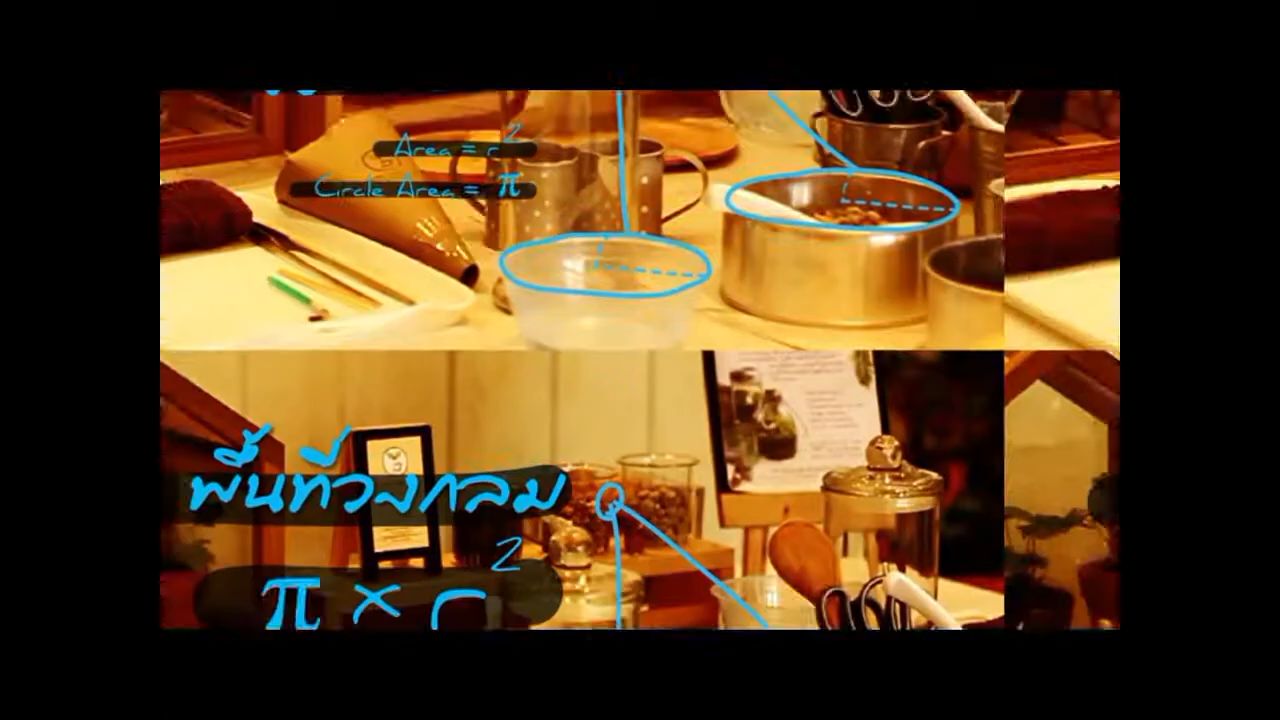 Area = r²
Circle Area = π
พื้นที่วงกลม
π × r²